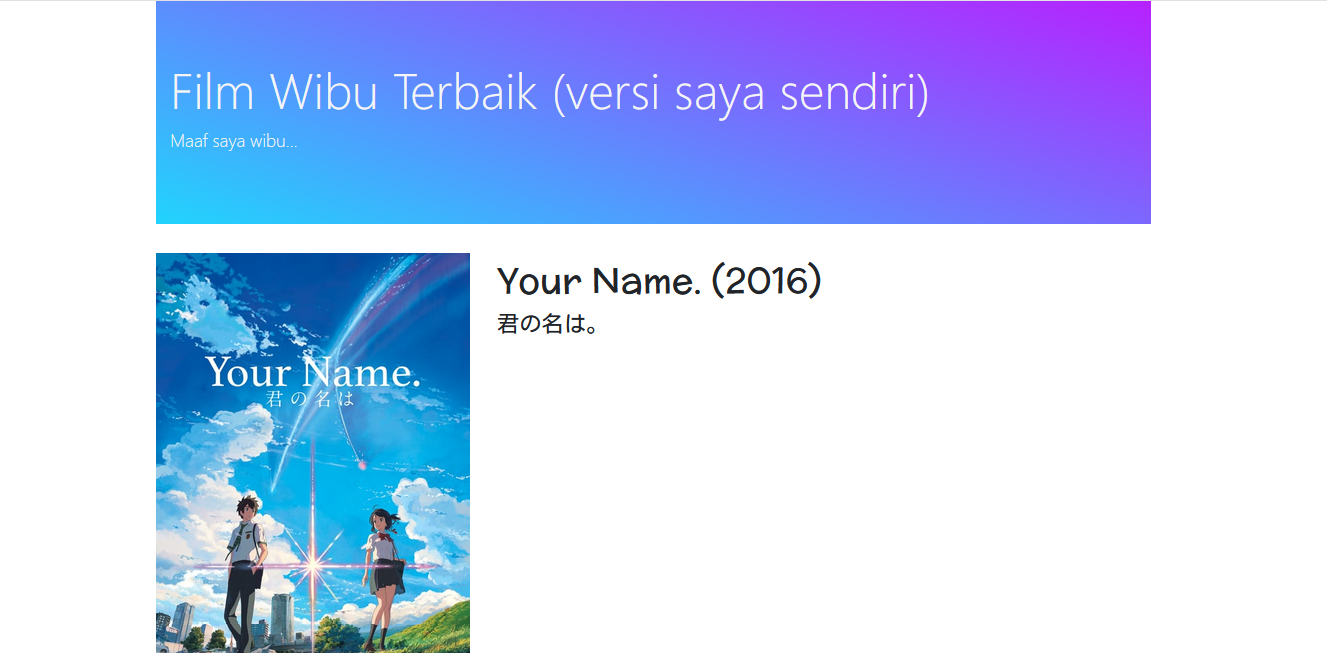 Film Wibu Terbaik (versi saya sendiri)
Maaf saya wibu...
Your Name. (2016)
君の名は。
Your Name.
君の名は